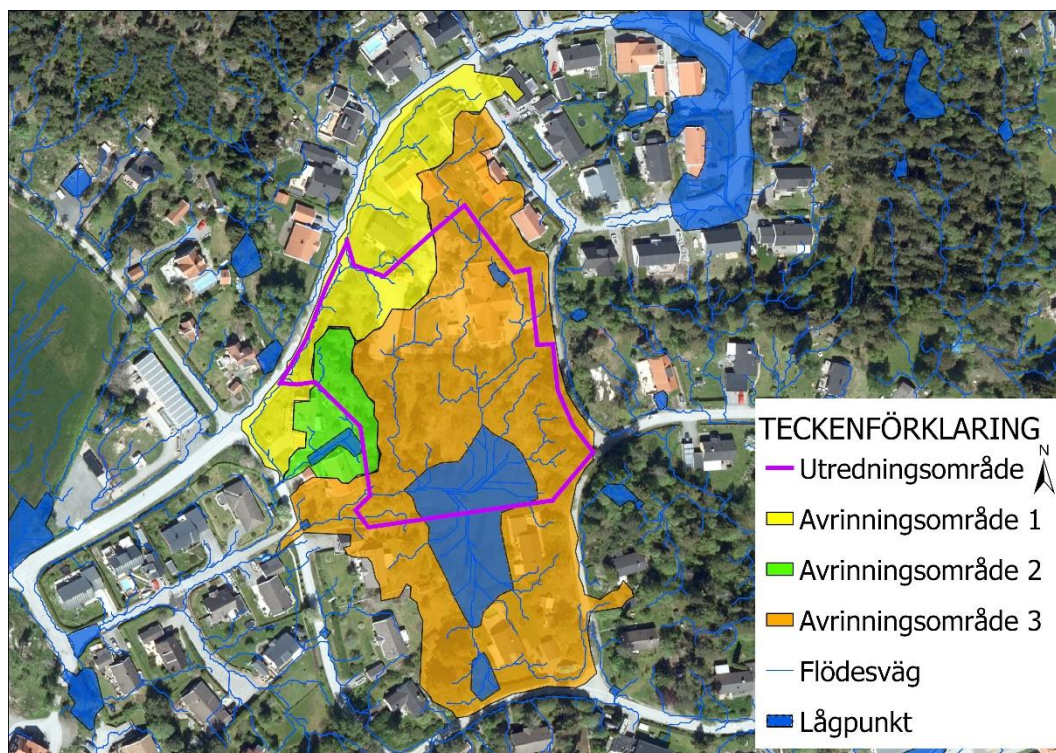 TECKENFÖRKLARING
N
Utredningsområde
Avrinningsområde 1
Avrinningsområde 2
Avrinningsområde 3
Flödesväg
Lågpunkt